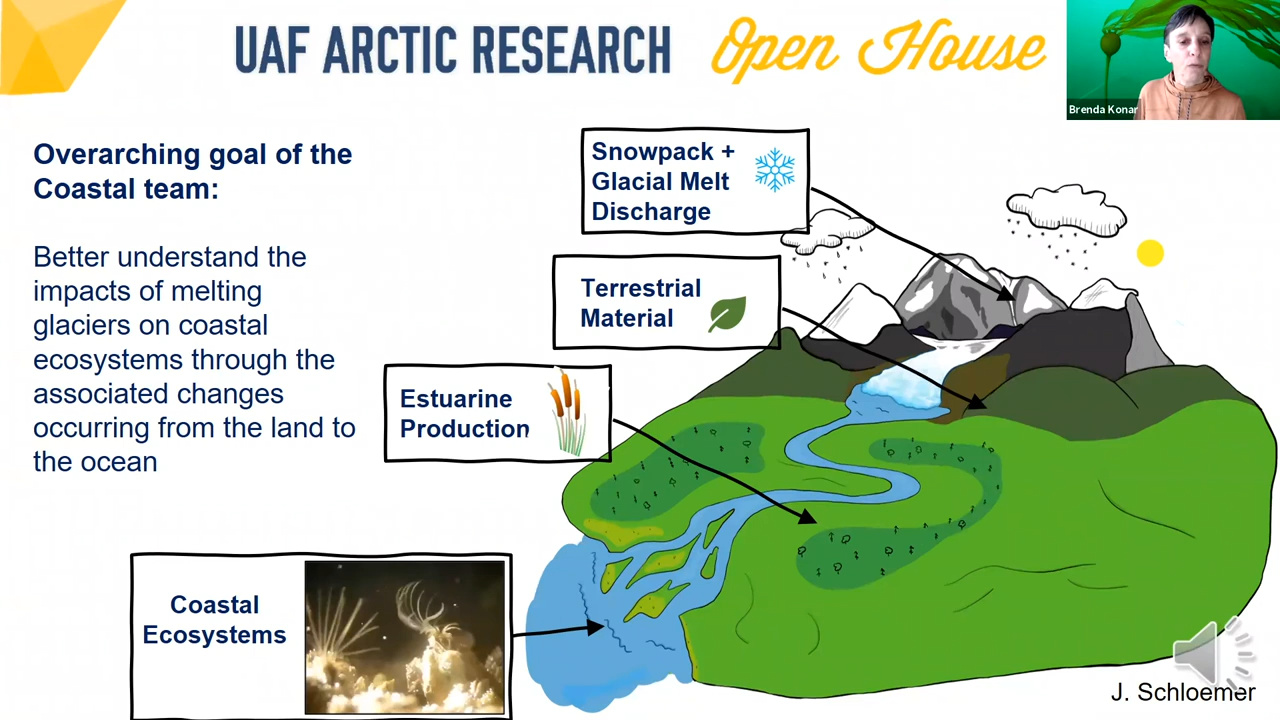 UAF ARCTIC RESEARCH Open House
Brenda Konar
Overarching goal of the
Coastal team:
Better understand the
impacts of melting
glaciers on coastal
ecosystems through the
associated changes
occurring from the land to
the ocean
Snowpack +
Glacial Melt
Discharge
Terrestrial
Material
Estuarine
Production
Coastal
Ecosystems
J. Schloemer